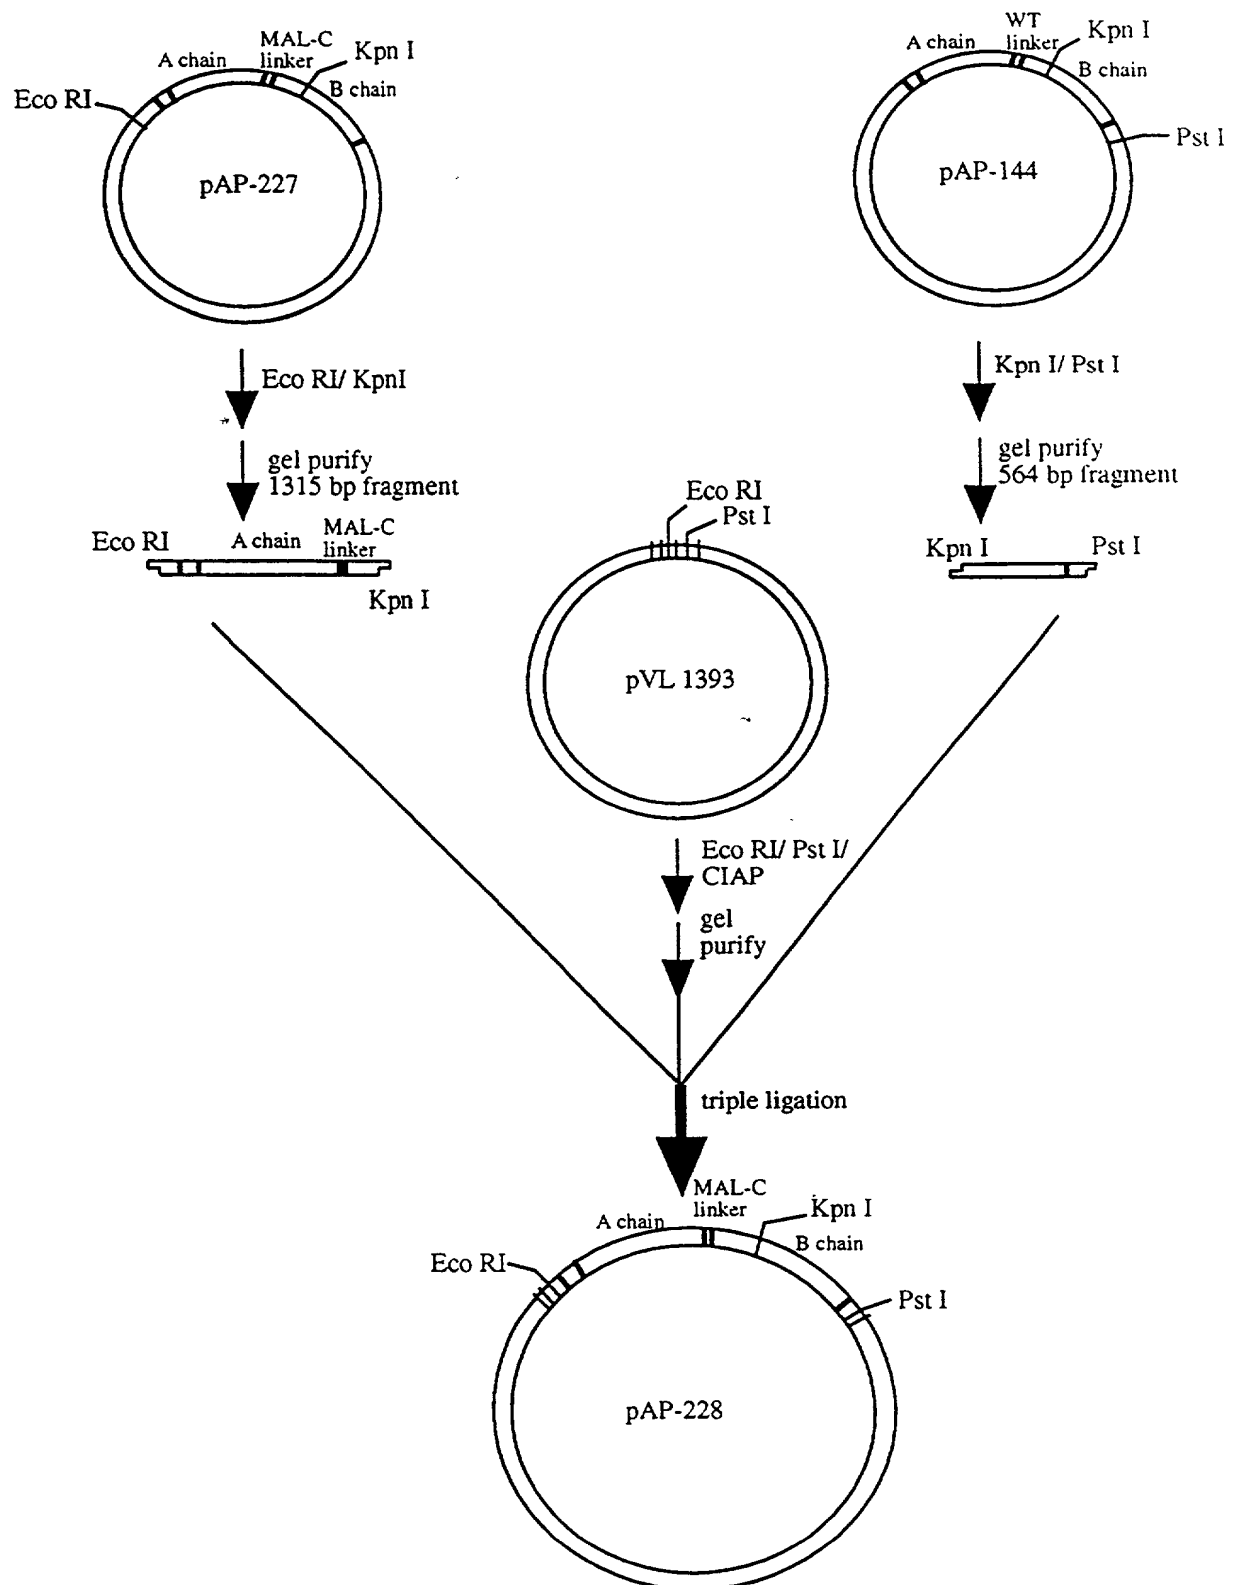 MAL-C
linker
A chain
Kpn I
B chain
Eco RI
pAP-227
Eco RI/ KpnI
gel purify
1315 bp fragment
Eco RI
A chain
MAL-C
linker
Kpn I
WT
linker
A chain
Kpn I
B chain
Pst I
pAP-144
Kpn I/ Pst I
gel purify
564 bp fragment
Kpn I
Pst I
Eco RI
Pst I
pVL 1393
Eco RI/ Pst I/
CIAP
gel
purify
triple ligation
MAL-C
linker
A chain
Kpn I
B chain
Eco RI
Pst I
pAP-228